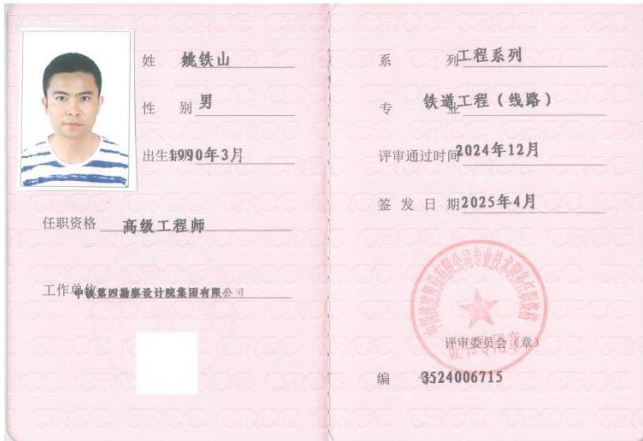 姓 姚铁山
性 别 男
出生 1990年3月
任职资格 高级工程师
工作单位 中铁第四勘察设计院集团有限公司
系 列 工程系列
专 业 铁道工程（线路）
评审通过时间 2024年12月
签 发 日 期 2025年4月
评审委员会（章）
编 3524006715